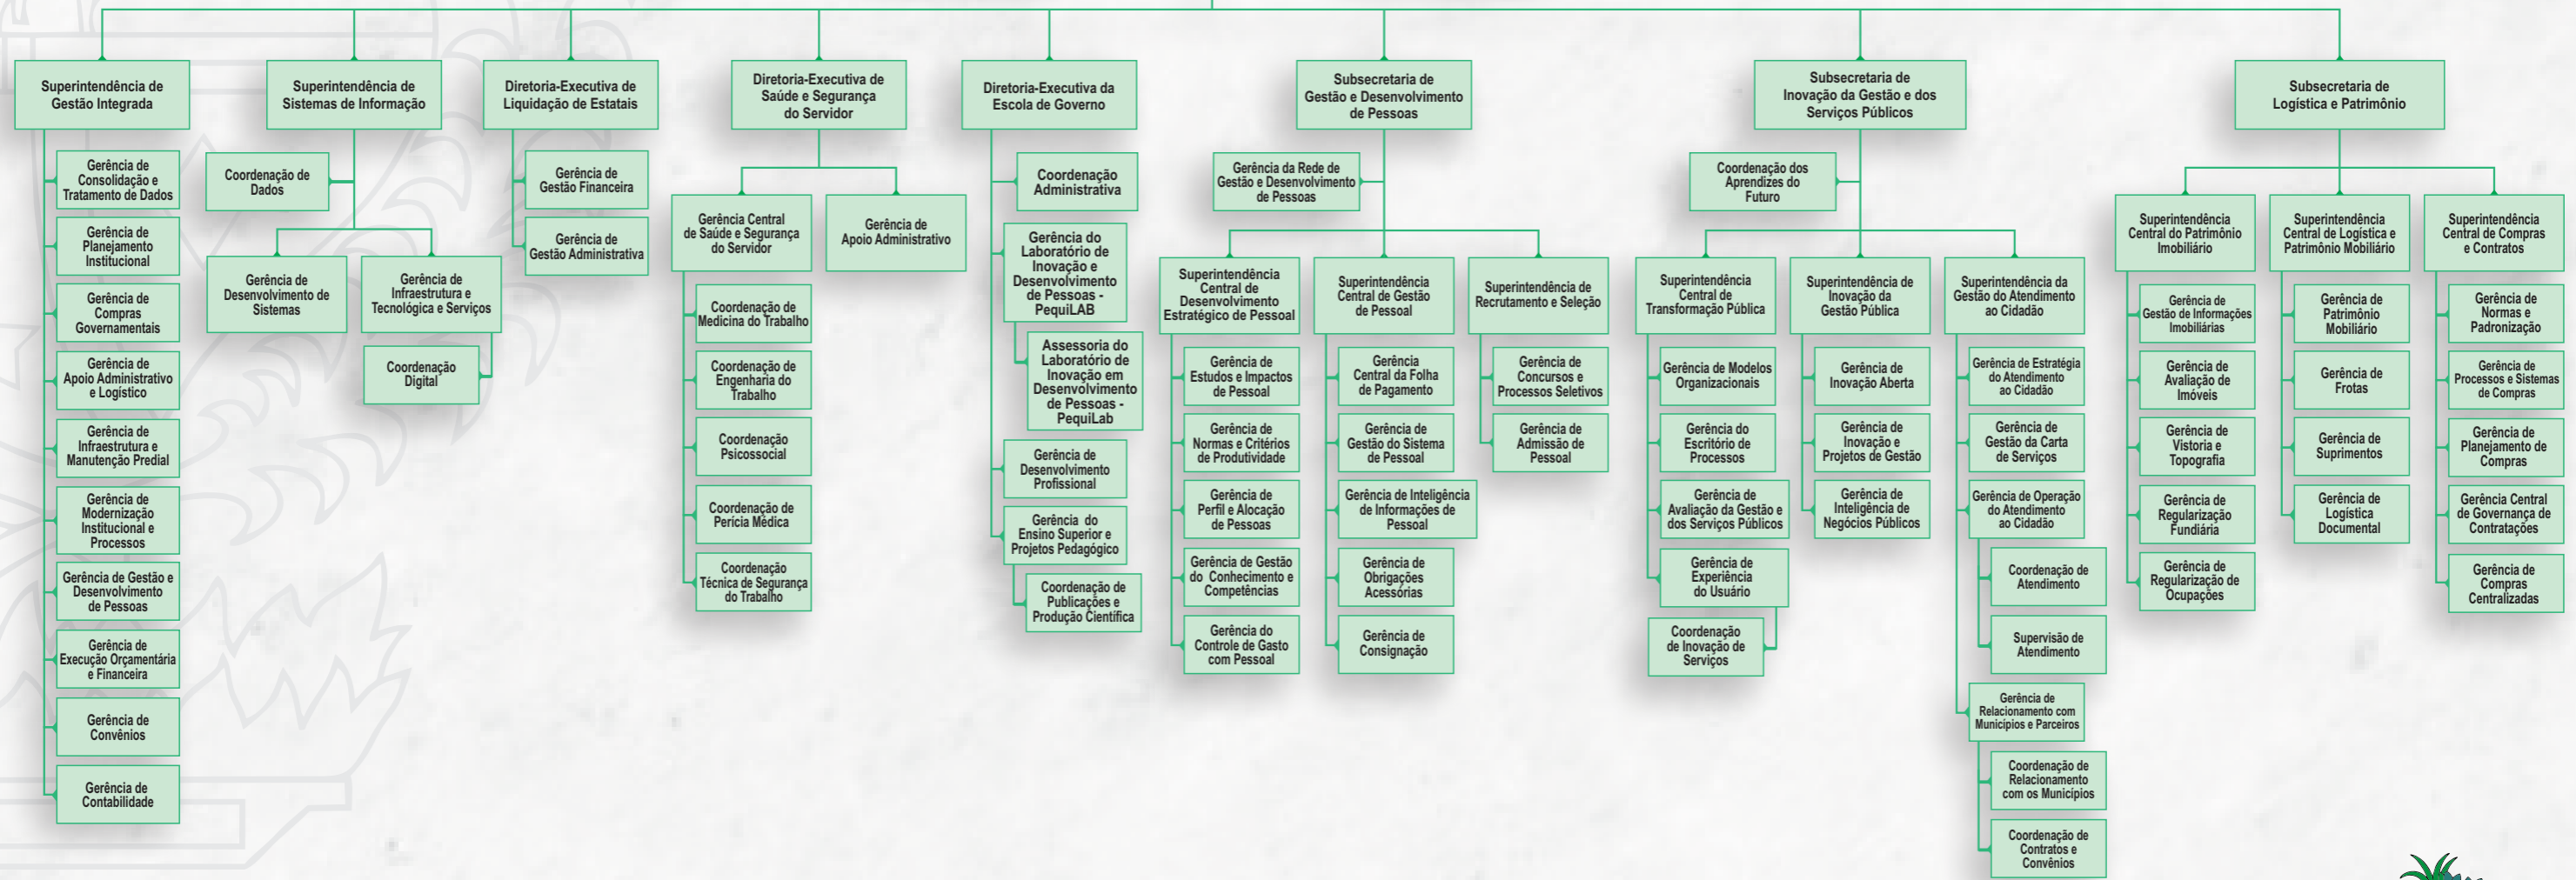 Superintendência de
Gestão Integrada
Gerência de
Consolidação e
Tratamento de Dados
Gerência de
Planejamento
Institucional
Gerência de
Compras
Governamentais
Gerência de
Apoio Administrativo
e Logístico
Gerência de
Infraestrutura e
Manutenção Predial
Gerência de
Modernização
Institucional e
Processos
Gerência de Gestão e
Desenvolvimento
de Pessoas
Gerência de
Execução Orçamentária
e Financeira
Gerência de
Convênios
Gerência de
Contabilidade
Superintendência de
Sistemas de Informação
Coordenação de
Dados
Gerência de
Desenvolvimento de
Sistemas
Gerência de
Infraestrutura e
Tecnológica e Serviços
Coordenação
Digital
Diretoria-Executiva de
Liquidação de Estatais
Gerência de
Gestão Financeira
Gerência de
Gestão Administrativa
Diretoria-Executiva de
Saúde e Segurança
do Servidor
Gerência Central
de Saúde e Segurança
do Servidor
Coordenação de
Medicina do Trabalho
Coordenação de
Engenharia do
Trabalho
Coordenação
Psicossocial
Coordenação de
Perícia Médica
Coordenação
Técnica de Segurança
do Trabalho
Gerência de
Apoio Administrativo
Diretoria-Executiva da
Escola de Governo
Coordenação
Administrativa
Gerência do
Laboratório de
Inovação e
Desenvolvimento
de Pessoas -
PequiLAB
Assessoria do
Laboratório de
Inovação em
Desenvolvimento
de Pessoas -
PequiLab
Gerência de
Desenvolvimento
Profissional
Gerência do
Ensino Superior e
Projetos Pedagógico
Coordenação de
Publicações e
Produção Científica
Subsecretaria de
Gestão e Desenvolvimento
de Pessoas
Gerência da Rede de
Gestão e Desenvolvimento
de Pessoas
Superintendência
Central de
Desenvolvimento
Estratégico de Pessoal
Gerência de
Estudos e Impactos
de Pessoal
Gerência de
Normas e Critérios
de Produtividade
Gerência de
Perfil e Alocação
de Pessoas
Gerência de Gestão
do Conhecimento e
Competências
Gerência do
Controle de Gasto
com Pessoal
Superintendência
Central de Gestão
de Pessoal
Gerência
Central da Folha
de Pagamento
Gerência de
Gestão do Sistema
de Pessoal
Gerência de Inteligência
de Informações de
Pessoal
Gerência de
Obrigações
Acessórias
Gerência de
Consignação
Superintendência de
Recrutamento e Seleção
Gerência de
Concursos e
Processos Seletivos
Gerência de
Admissão de
Pessoal
Subsecretaria de
Inovação da Gestão e dos
Serviços Públicos
Coordenação dos
Aprendizes do
Futuro
Superintendência
Central de
Transformação Pública
Gerência de Modelos
Organizacionais
Gerência do
Escritório de
Processos
Gerência de
Avaliação da Gestão e
dos Serviços Públicos
Gerência de
Experiência
do Usuário
Coordenação
de Inovação de
Serviços
Superintendência de
Inovação da
Gestão Pública
Gerência de
Inovação Aberta
Gerência de
Inovação e
Projetos de Gestão
Gerência de
Inteligência de
Negócios Públicos
Superintendência da
Gestão do Atendimento
ao Cidadão
Gerência de Estratégia
do Atendimento
ao Cidadão
Gerência de
Gestão da Carta
de Serviços
Gerência de Operação
do Atendimento
ao Cidadão
Coordenação de
Atendimento
Supervisão de
Atendimento
Gerência de
Relacionamento com
Municípios e Parceiros
Coordenação de
Relacionamento
com os Municípios
Coordenação de
Contratos e
Convênios
Subsecretaria de
Logística e Patrimônio
Superintendência
Central do Patrimônio
Imobiliário
Gerência de
Gestão de Informações
Imobiliárias
Gerência de
Avaliação de
Imóveis
Gerência de
Vistoria e
Topografia
Gerência de
Regularização
Fundiária
Gerência de
Regularização de
Ocupações
Superintendência
Central de Logística e
Patrimônio Mobiliário
Gerência de
Patrimônio
Mobiliário
Gerência de
Frotas
Gerência de
Suprimentos
Gerência de
Logística
Documental
Superintendência
Central de Compras
e Contratos
Gerência de
Normas e
Padronização
Gerência de
Processos e Sistemas
de Compras
Gerência de
Planejamento de
Compras
Gerência Central
de Governança de
Contratações
Gerência de
Compras
Centralizadas